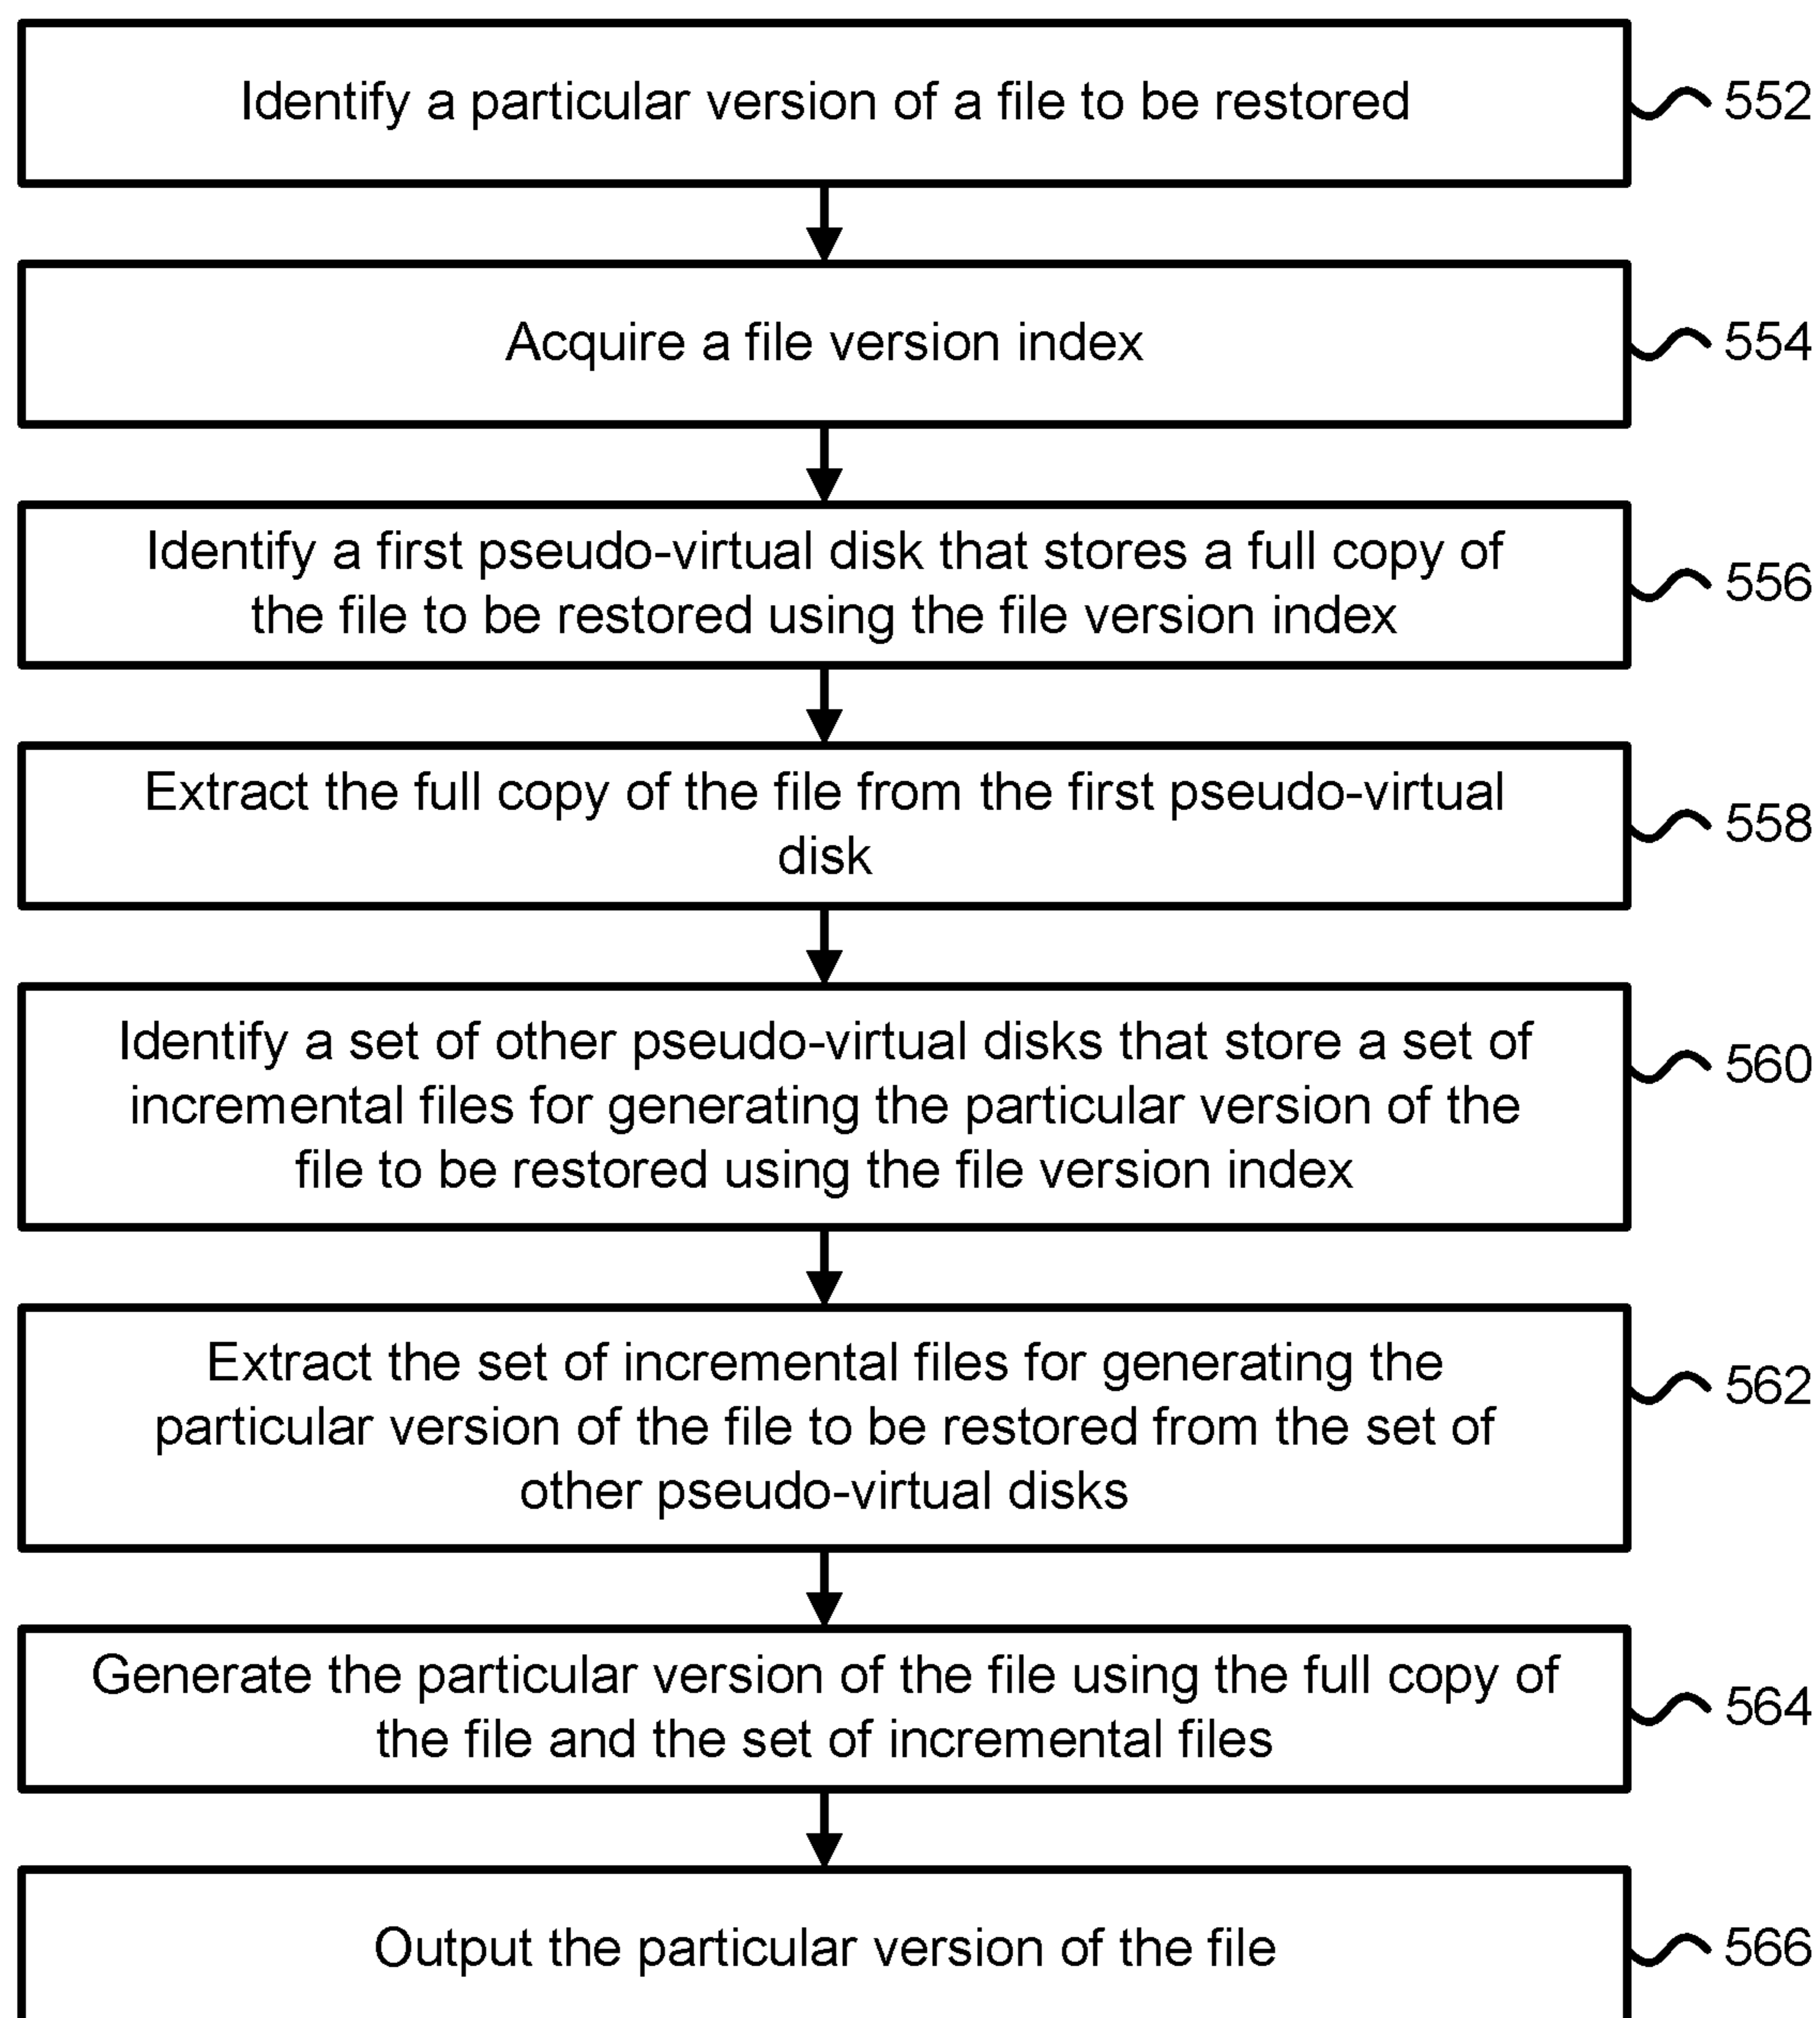 Identify a particular version of a file to be restored
552
Acquire a file version index
554
Identify a first pseudo-virtual disk that stores a full copy of
the file to be restored using the file version index
556
Extract the full copy of the file from the first pseudo-virtual
disk
558
Identify a set of other pseudo-virtual disks that store a set of
incremental files for generating the particular version of the
file to be restored using the file version index
560
Extract the set of incremental files for generating the
particular version of the file to be restored from the set of
other pseudo-virtual disks
562
Generate the particular version of the file using the full copy of
the file and the set of incremental files
564
Output the particular version of the file
566